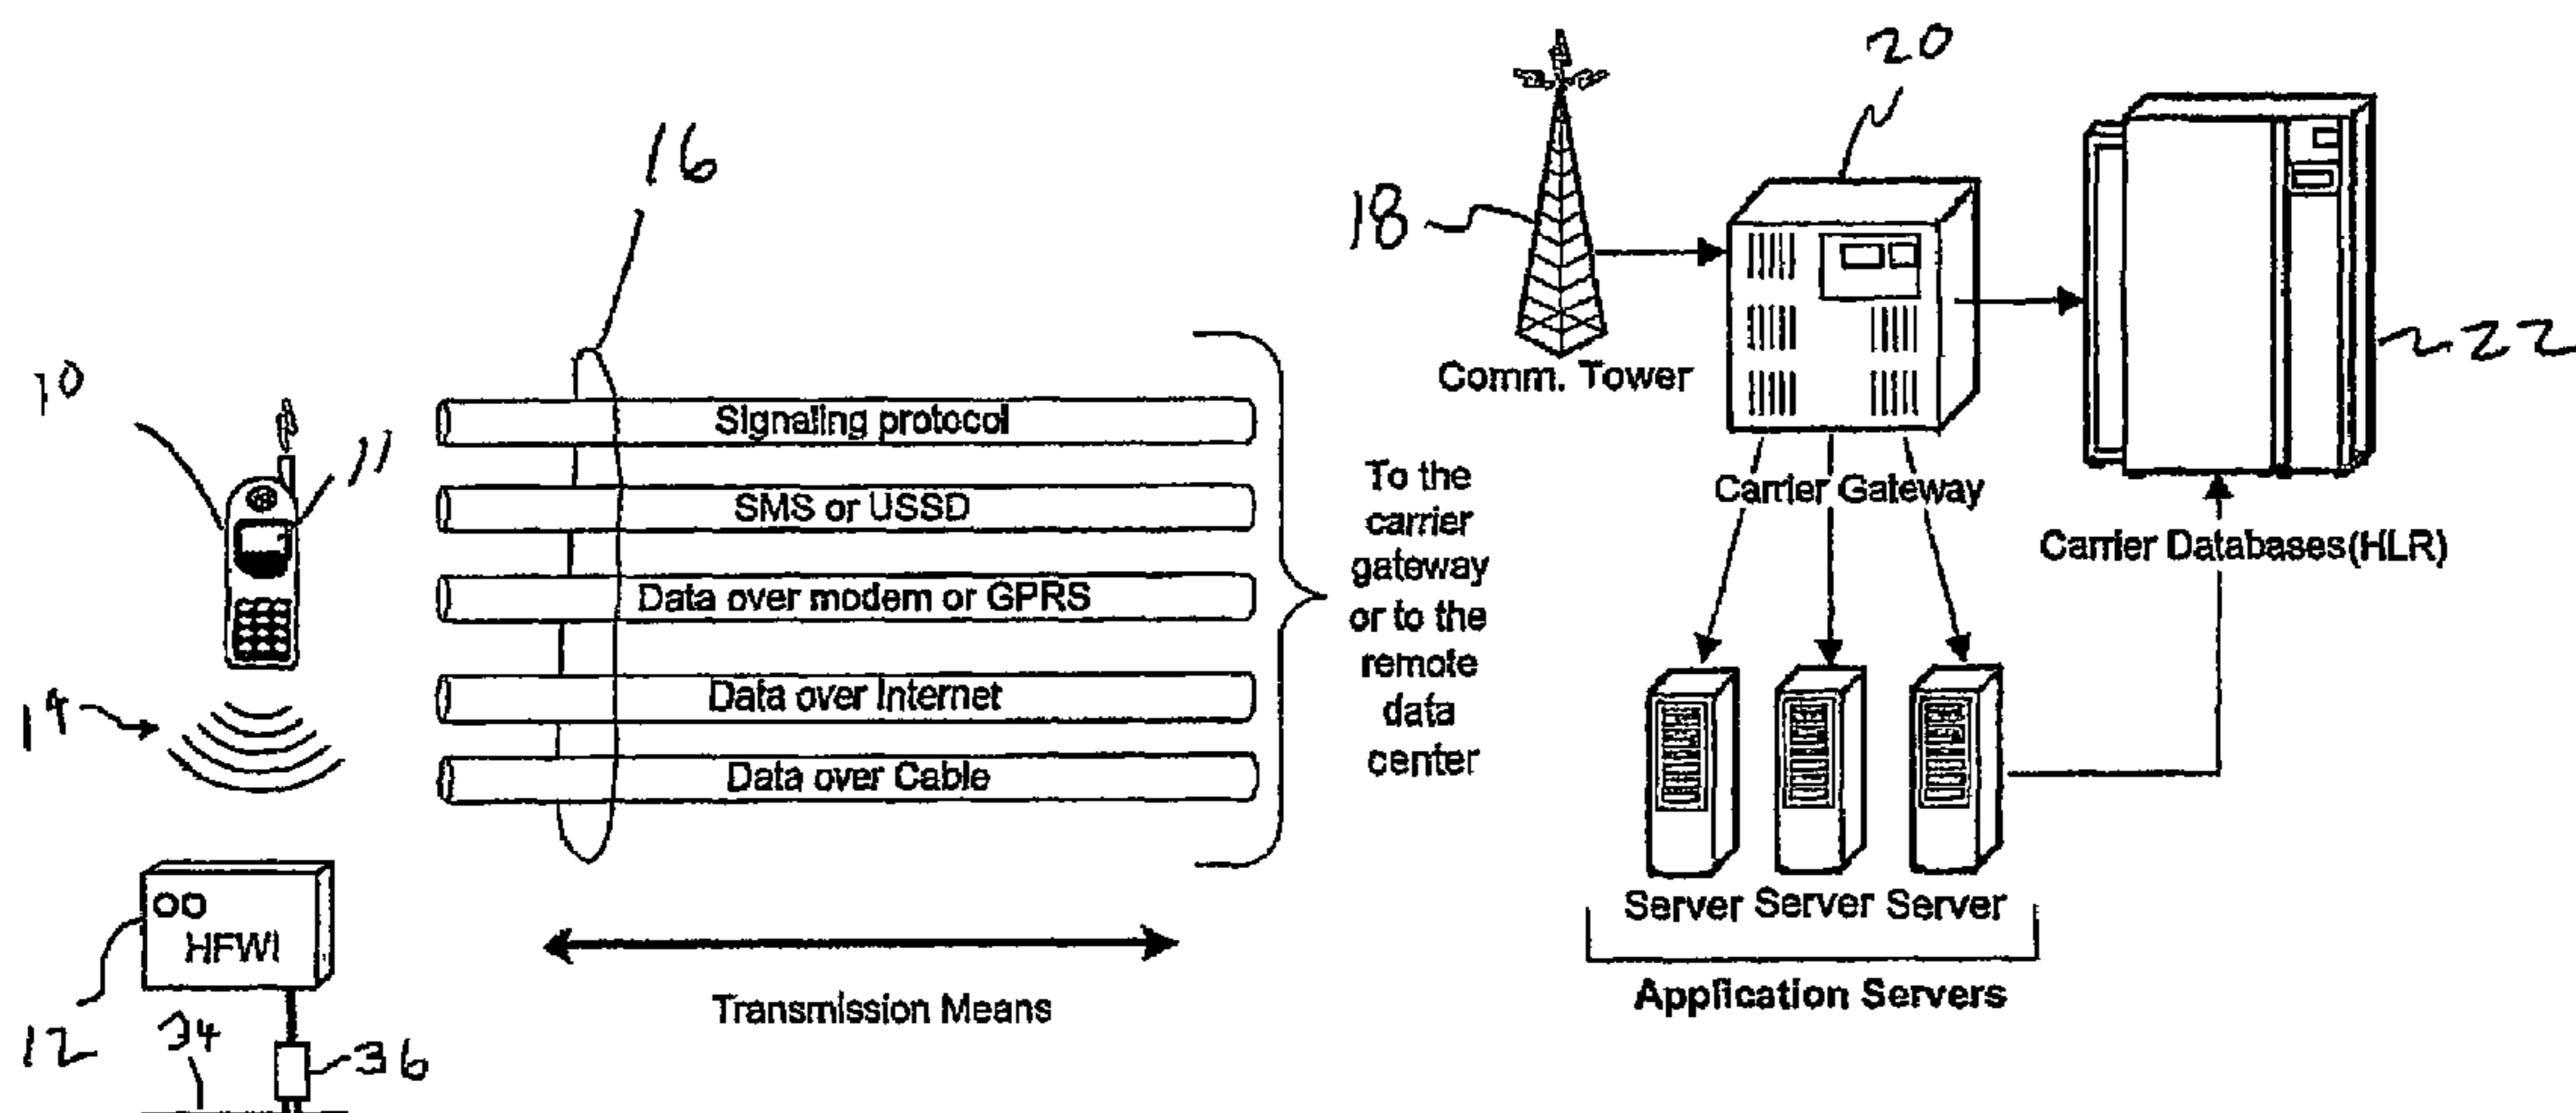 20
16
18
22
Comm. Tower
10
11
Signaling protocol
SMS or USSD
Data over modem or GPRS
Data over Internet
Data over Cable
To the
carrier
gateway
or to the
remote
data
center
Carrier Gateway
Carrier Databases(HLR)
14
HFWI
12
34
36
Transmission Means
Server Server Server
Application Servers